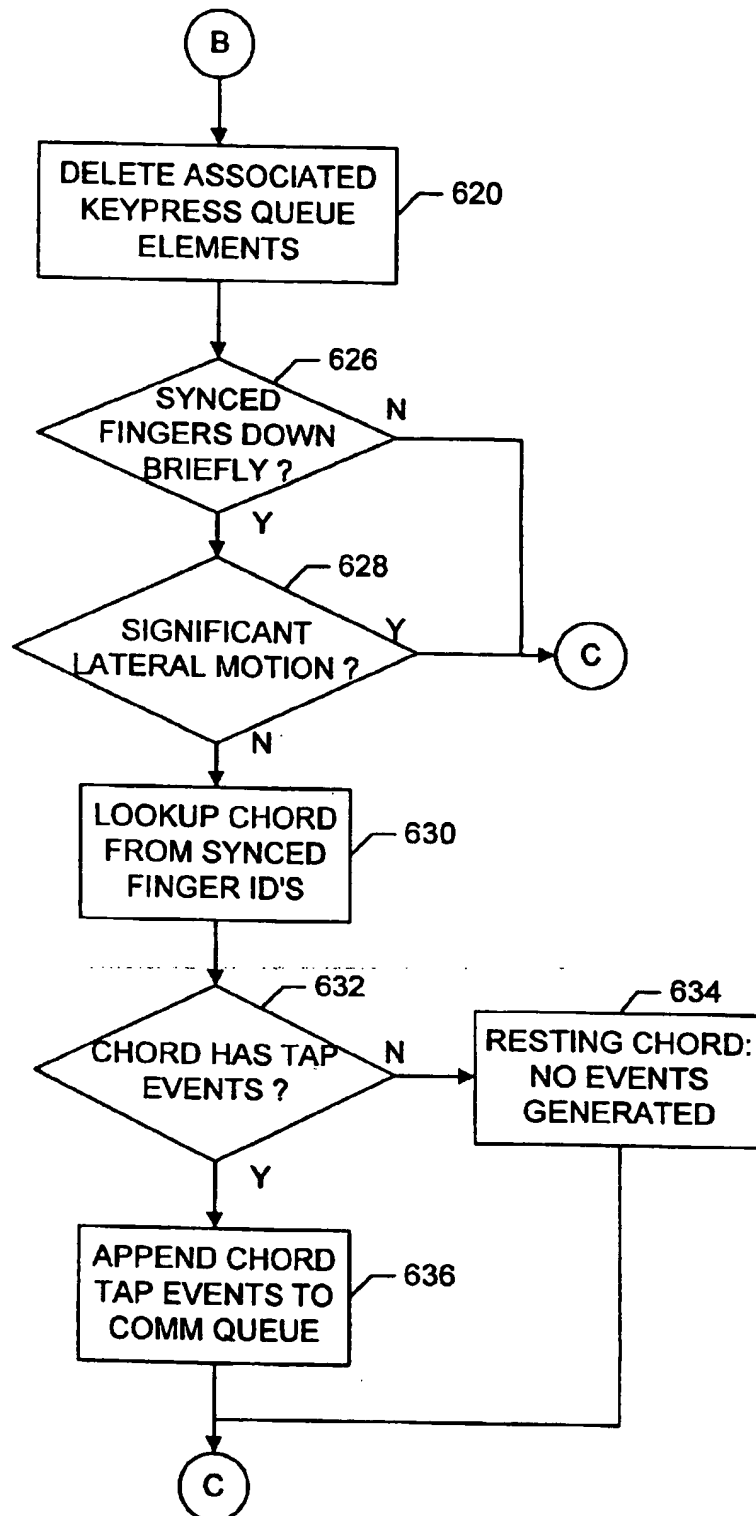 B
DELETE ASSOCIATED
KEYPRESS QUEUE
ELEMENTS
620
626
SYNCED
FINGERS DOWN
BRIEFLY ?
N
Y
628
SIGNIFICANT
LATERAL MOTION ?
Y
C
N
LOOKUP CHORD
FROM SYNCED
FINGER ID'S
630
632
CHORD HAS TAP
EVENTS ?
N
634
RESTING CHORD:
NO EVENTS
GENERATED
Y
APPEND CHORD
TAP EVENTS TO
COMM QUEUE
636
C